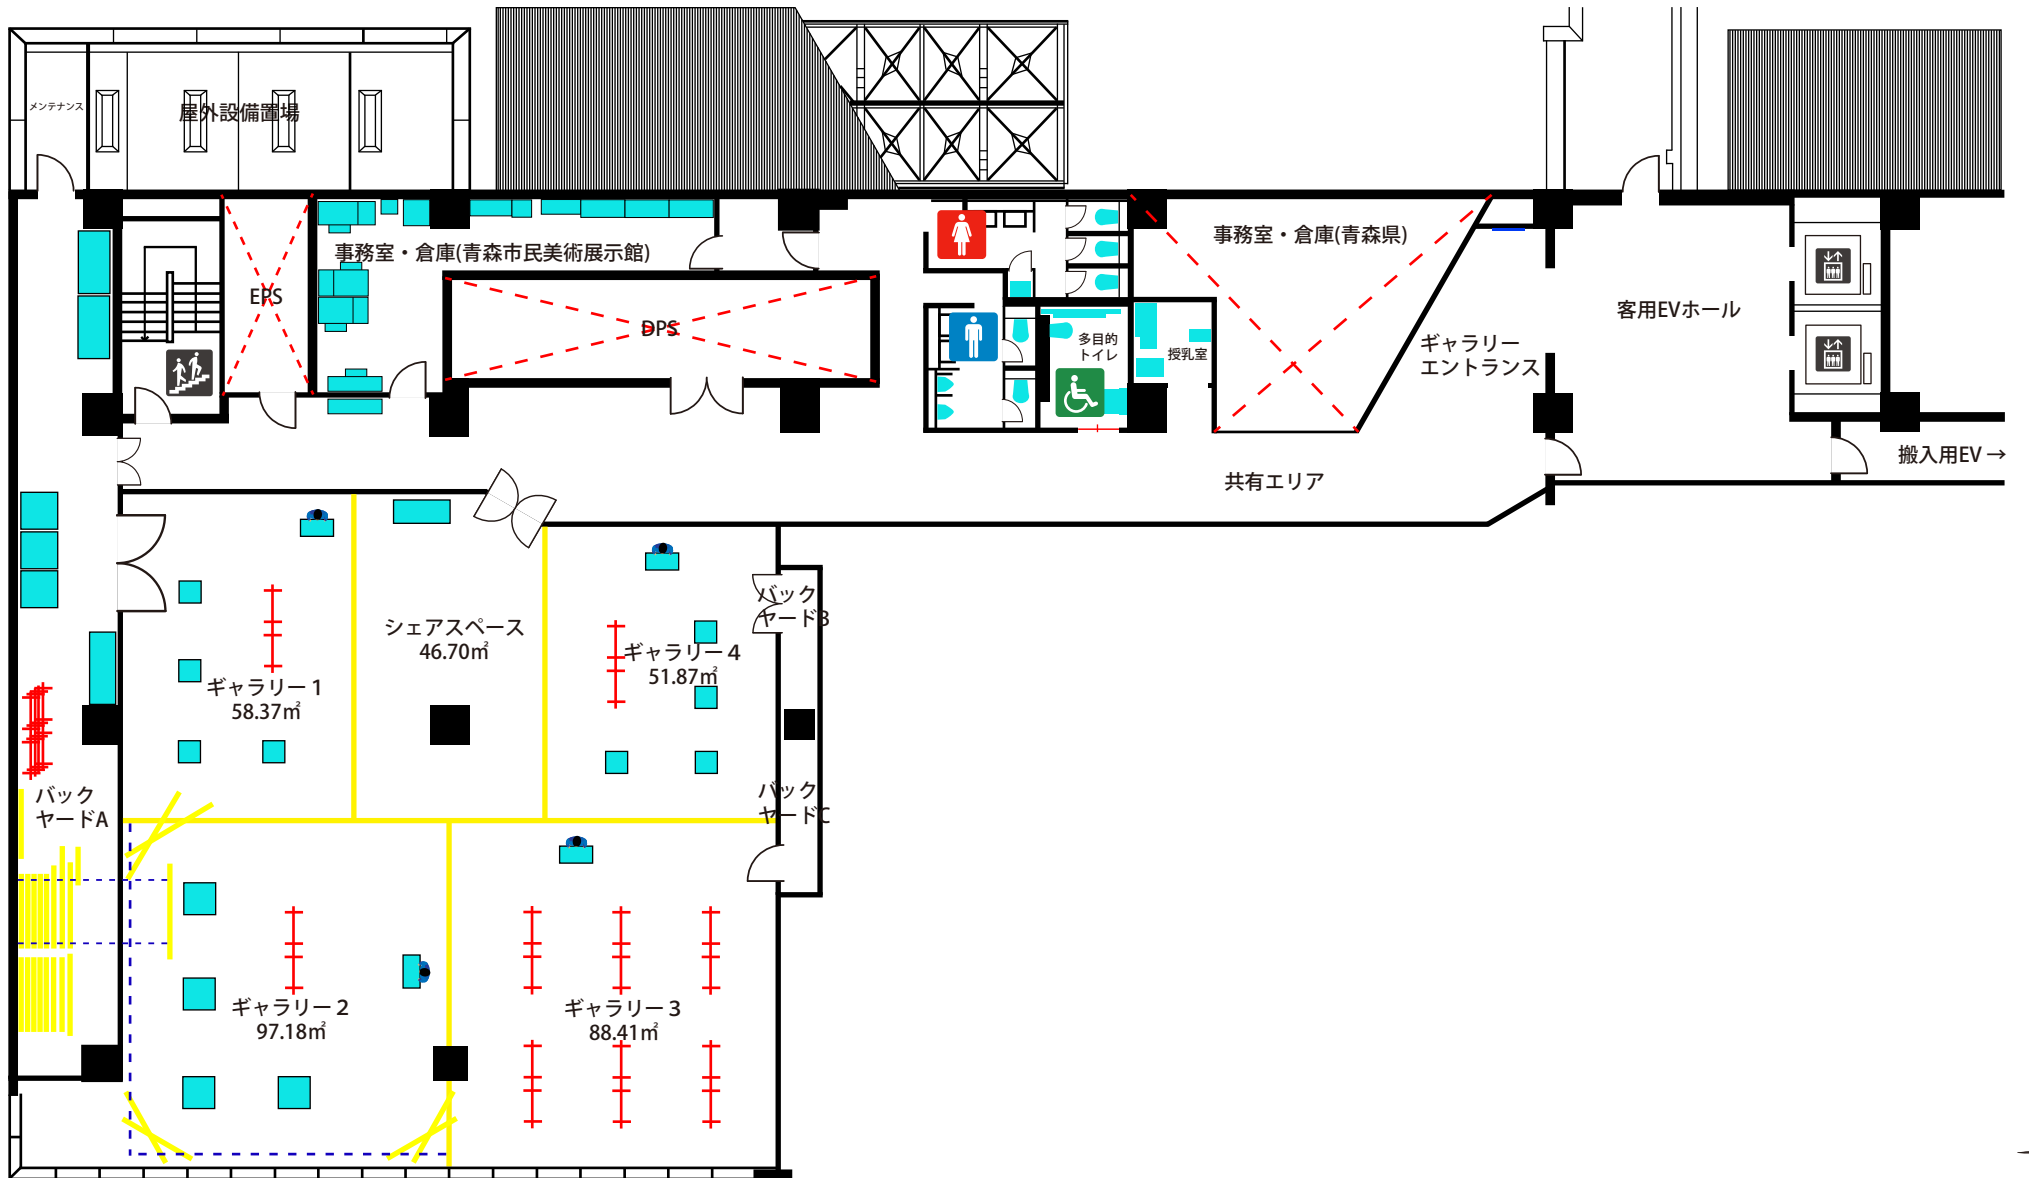 メンテナンス
屋外設備置場
事務室・倉庫(青森市民美術展示館)
EPS
DPS
多目的
トイレ
授乳室
事務室・倉庫(青森県)
ギャラリー
エントランス
客用EVホール
搬入用EV→
共有エリア
シェアスペース
46.70㎡
ギャラリー1
58.37㎡
ギャラリー4
51.87㎡
バック
ヤードB
バック
ヤードA
バック
ヤードC
ギャラリー2
97.18㎡
ギャラリー3
88.41㎡